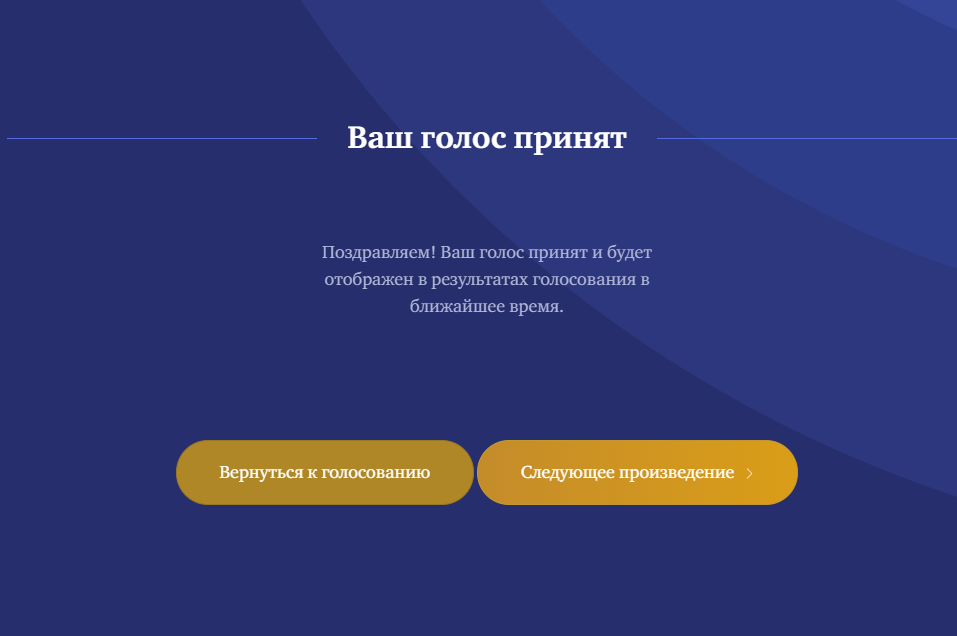 Ваш голос принят
Поздравляем! Ваш голос принят и будет
отображен в результатах голосования в
ближайшее время.
Вернуться к голосованию
Следующее произведение